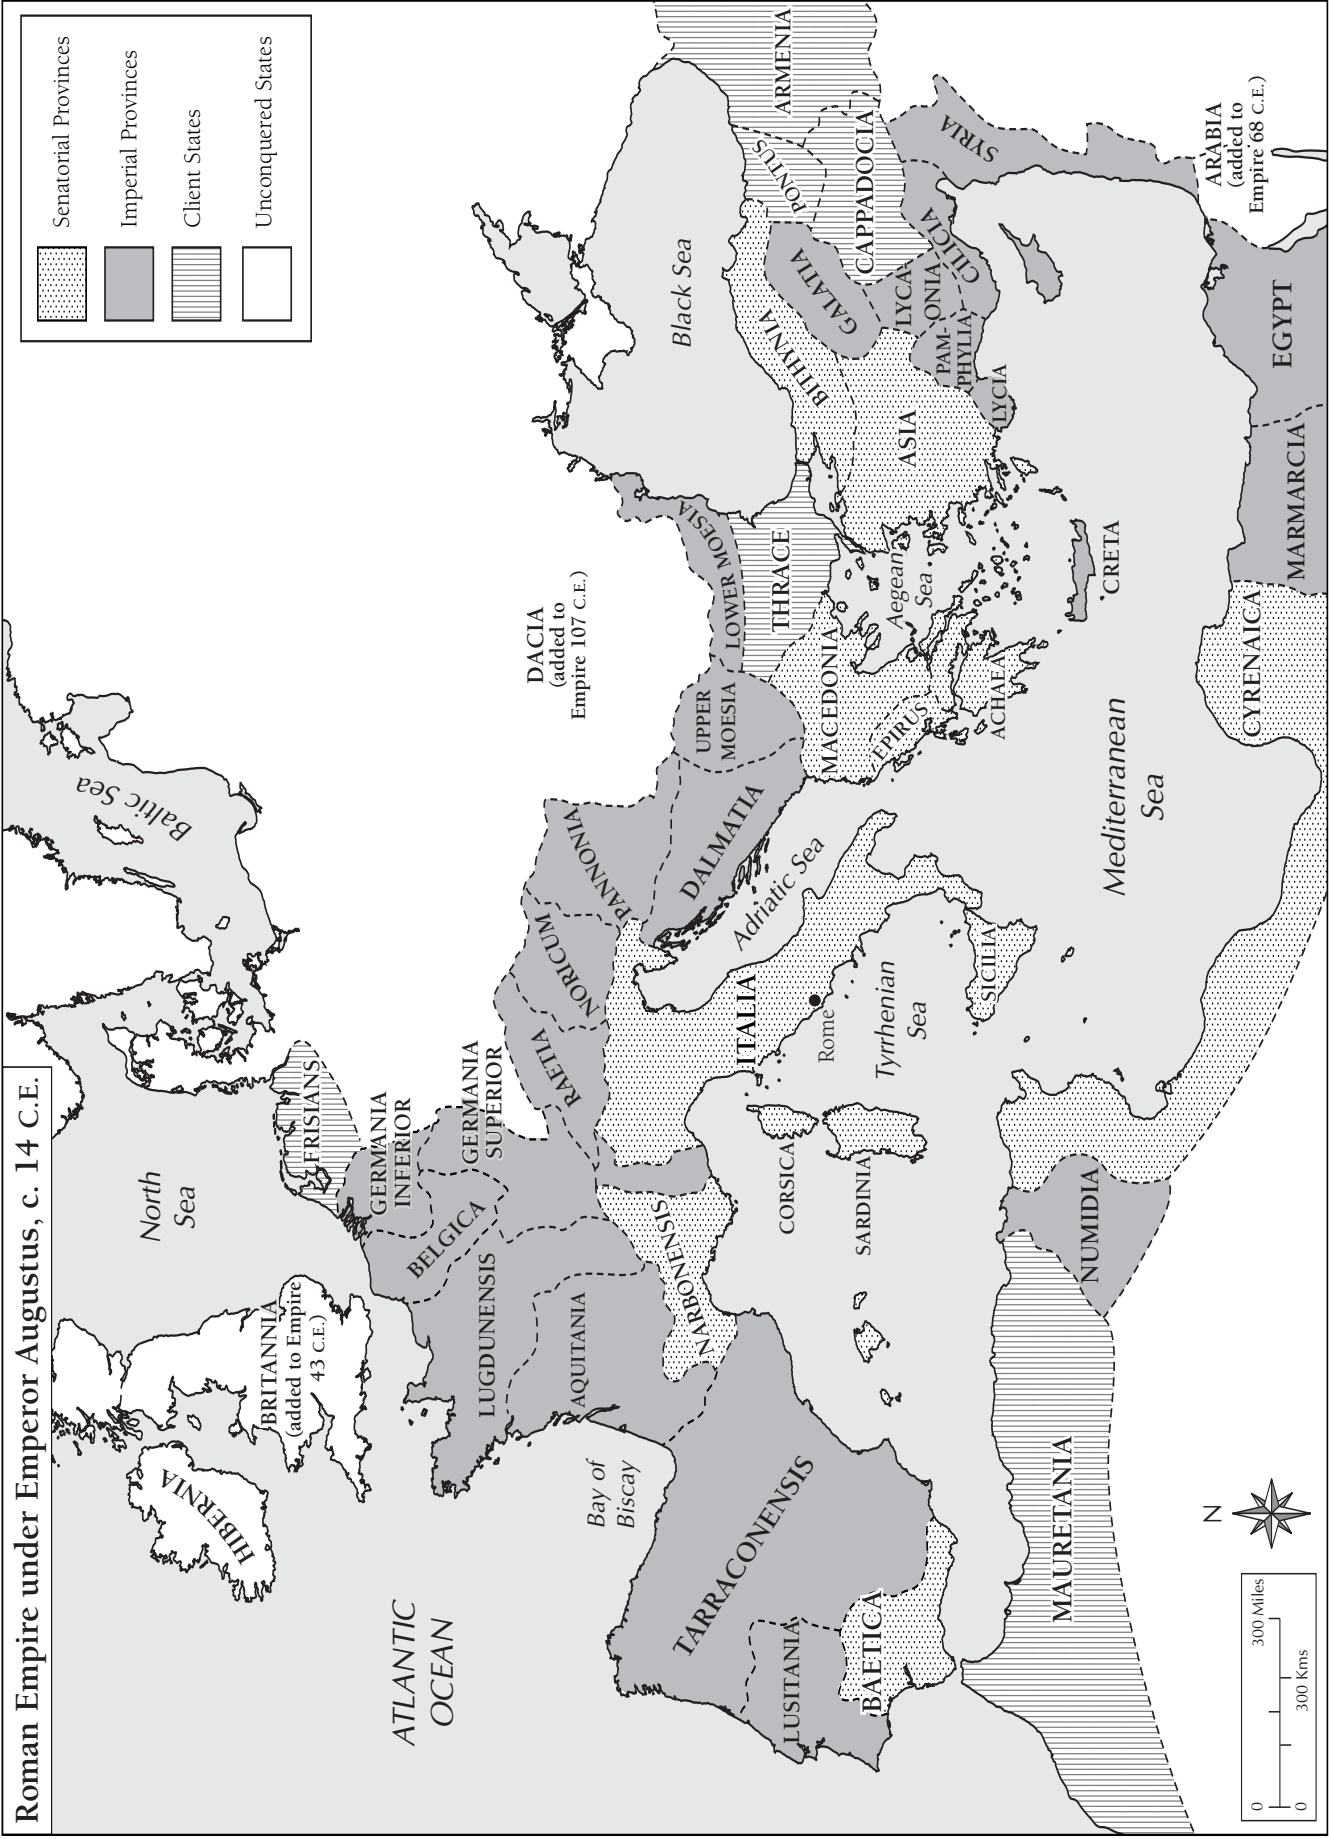 Roman Empire under Emperor Augustus, c. 14 C.E.
Senatorial Provinces
Imperial Provinces
Client States
Unconquered States
HIBERNIA
BRITANNIA
(added to Empire
43 C.E.)
North
Sea
Baltic Sea
ATLANTIC
OCEAN
FRISIANS
GERMANIA
INFERIOR
GERMANIA
SUPERIOR
BELGICA
LUGDUNENSIS
AQUITANIA
NARBONENSIS
Bay of
Biscay
TARRACONENSIS
LUSITANIA
BAETICA
RAETIA
NORICUM
PANNONIA
DALMATIA
ITALIA
Rome
Adriatic Sea
Tyrrhenian
Sea
CORSICA
SARDINIA
SICILIA
DACIA
(added to
Empire 107 C.E.)
UPPER
MOESIA
LOWER MOESIA
THRACE
MACEDONIA
EPIRUS
ACHAEA
Aegean
Sea
CRETA
Black Sea
BITHYNIA
ASIA
GALATIA
PONTUS
CAPPADOCIA
ARMENIA
LYCA
ONIA
CILICIA
PAM-
PHYLIA
LYCIA
SYRIA
ARABIA
(added to
Empire 68 C.E.)
Mediterranean
Sea
MAURETANIA
NUMIDIA
CYRENAICA
MARMARCIA
EGYPT
N
0
300 Miles
0
300 Kms